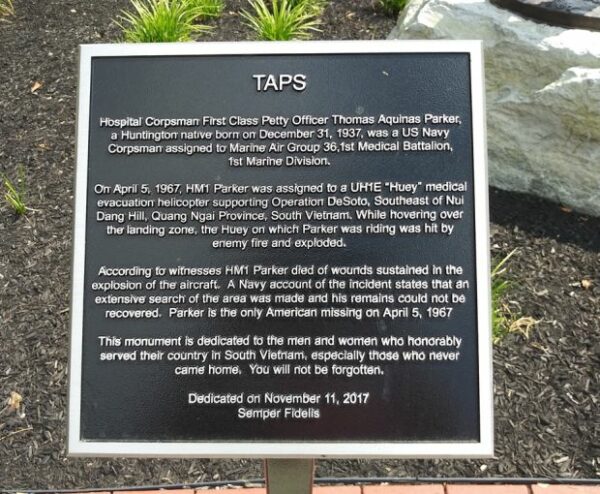 TAPS
Hospital Corpsman First Class Petty Officer Thomas Aquinas Parker,
a Huntington native born on December 31, 1937, was a US Navy
Corpsman assigned to Marine Air Group 36,1st Medical Battalion,
1st Marine Division.
On April 5, 1967, HM1 Parker was assigned to a UH1E "Huey" medical
evacuation helicopter supporting Operation DeSoto, Southeast of Nui
Dang Hill, Quang Ngai Province, South Vietnam. While hovering over
the landing zone, the Huey on which Parker was riding was hit by
enemy fire and exploded.
According to witnesses HM1 Parker died of wounds sustained in the
explosion of the aircraft. A Navy account of the incident states that an
extensive search of the area was made and his remains could not be
recovered. Parker is the only American missing on April 5, 1967
This monument is dedicated to the men and women who honorably
served their country in South Vietnam, especially those who never
came home. You will not be forgotten.
Dedicated on November 11, 2017
Semper Fidelis